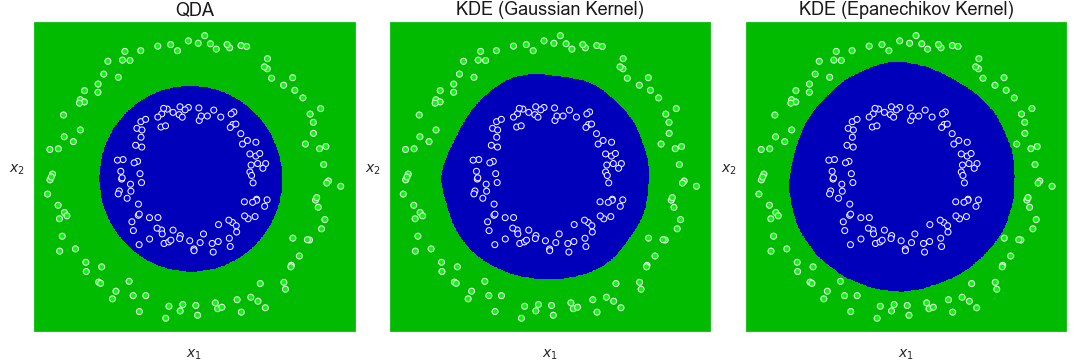 QDA
KDE (Gaussian Kernel)
KDE (Epanechikov Kernel)
x₂
x₂
x₂
x₁
x₁
x₁